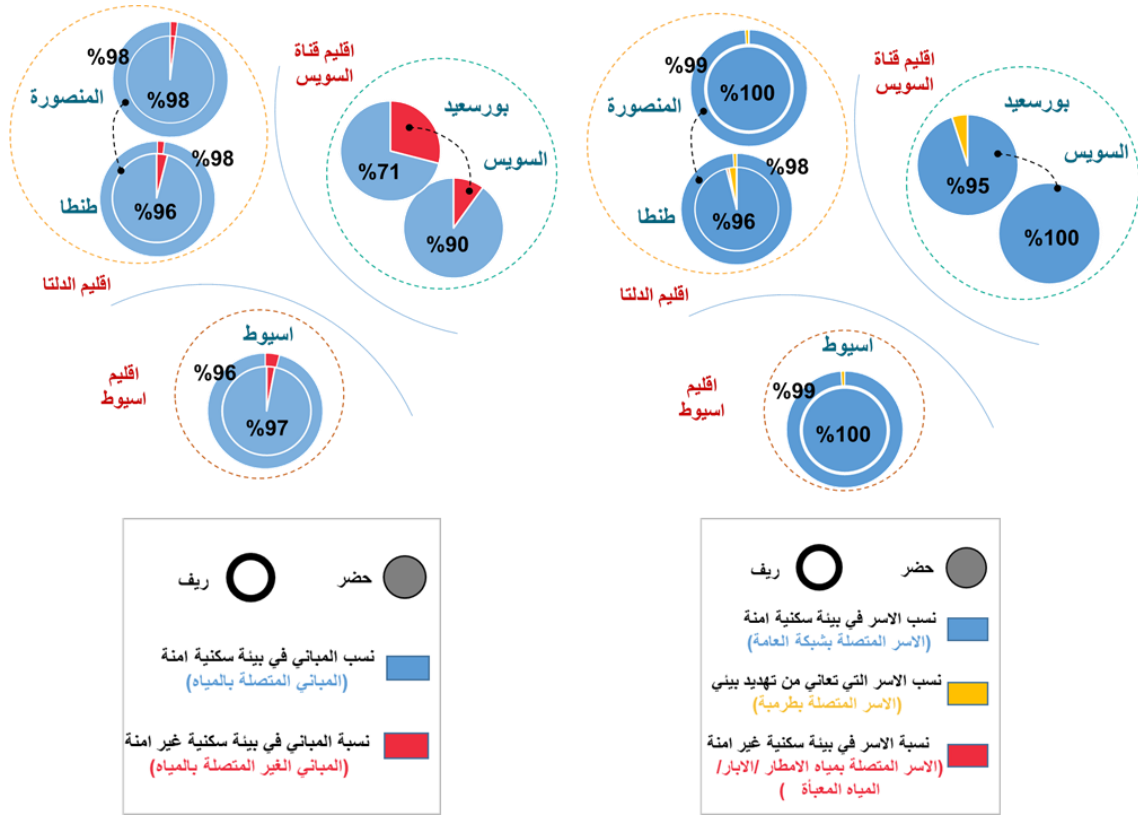 %98
%98
المنصورة
%98
%96
طنطا
اقليم الدلتا
اقليم قناة
السويس
بورسعيد
السويس
%71
%90
اسيوط
%96
%97
اقليم
اسيوط
حضر
ريف
نسب المباني في بيئة سكنية امنة
(المباني المتصلة بالمياه)
نسبة المباني في بيئة سكنية غير امنة
(المباني الغير المتصلة بالمياه)
%99
%100
المنصورة
%98
%96
طنطا
اقليم الدلتا
اقليم قناة
السويس
بورسعيد
السويس
%95
%100
اسيوط
%99
%100
اقليم
اسيوط
حضر
ريف
نسب الاسر في بيئة سكنية امنة
(الاسر المتصلة بشبكة العامة)
نسب الاسر التي تعاني من تهديد بيئي
(الاسر المتصلة بطرمبة)
نسبة الاسر في بيئة سكنية غير امنة
(الاسر المتصلة بمياه الامطار /الابار/
المياه المعبأة )